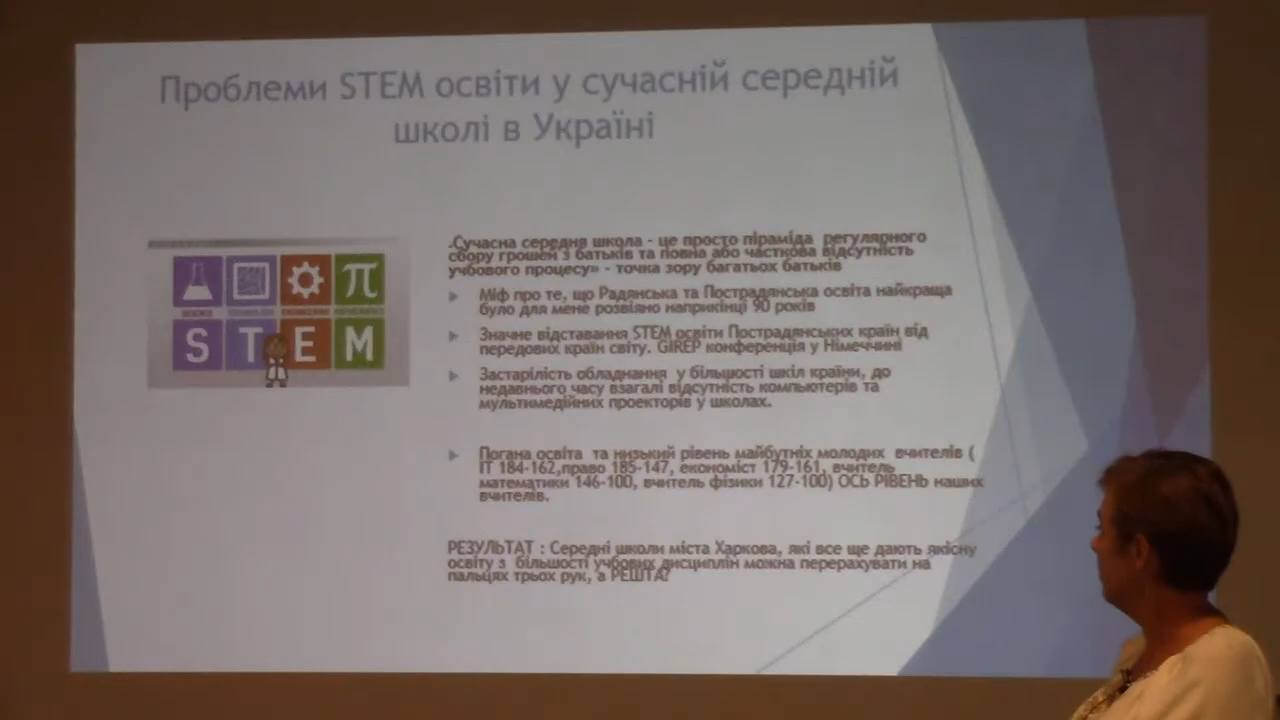 Проблеми STEM освіти у сучасній середній
школі в Україні
SCIENCE TECHNOLOGY ENGINEERING MATHEMATICS
S T E M
«Сучасна середня школа - це просто піраміда регулярного
сбору грошей з батьків та повна або часткова відсутність
учбового процесу» - точка зору багатьох батьків
Міф про те, що Радянська та Пострадянська освіта найкраща
було для мене розвіяно наприкінці 90 років
Значне відставання STEM освіти Пострадянських країн від
передових країн світу. GIREP конференція у Німеччині
Застарілість обладнання у більшості шкіл країни, до
недавнього часу взагалі відсутність компьютерів та
мультимедійних проекторів у школах.
Погана освіта та низький рівень майбутніх молодих вчителів (
ІТ 184-162,право 185-147, економіст 179-161, вчитель
математики 146-100, вчитель фізики 127-100) ОСЬ РІВЕНЬ наших
вчителів.
РЕЗУЛЬТАТ : Середні школи міста Харкова, які все ще дають якісну
освіту з більшості учбових дисциплін можна перерахувати на
пальцях трьох рук, а РЕШТА?